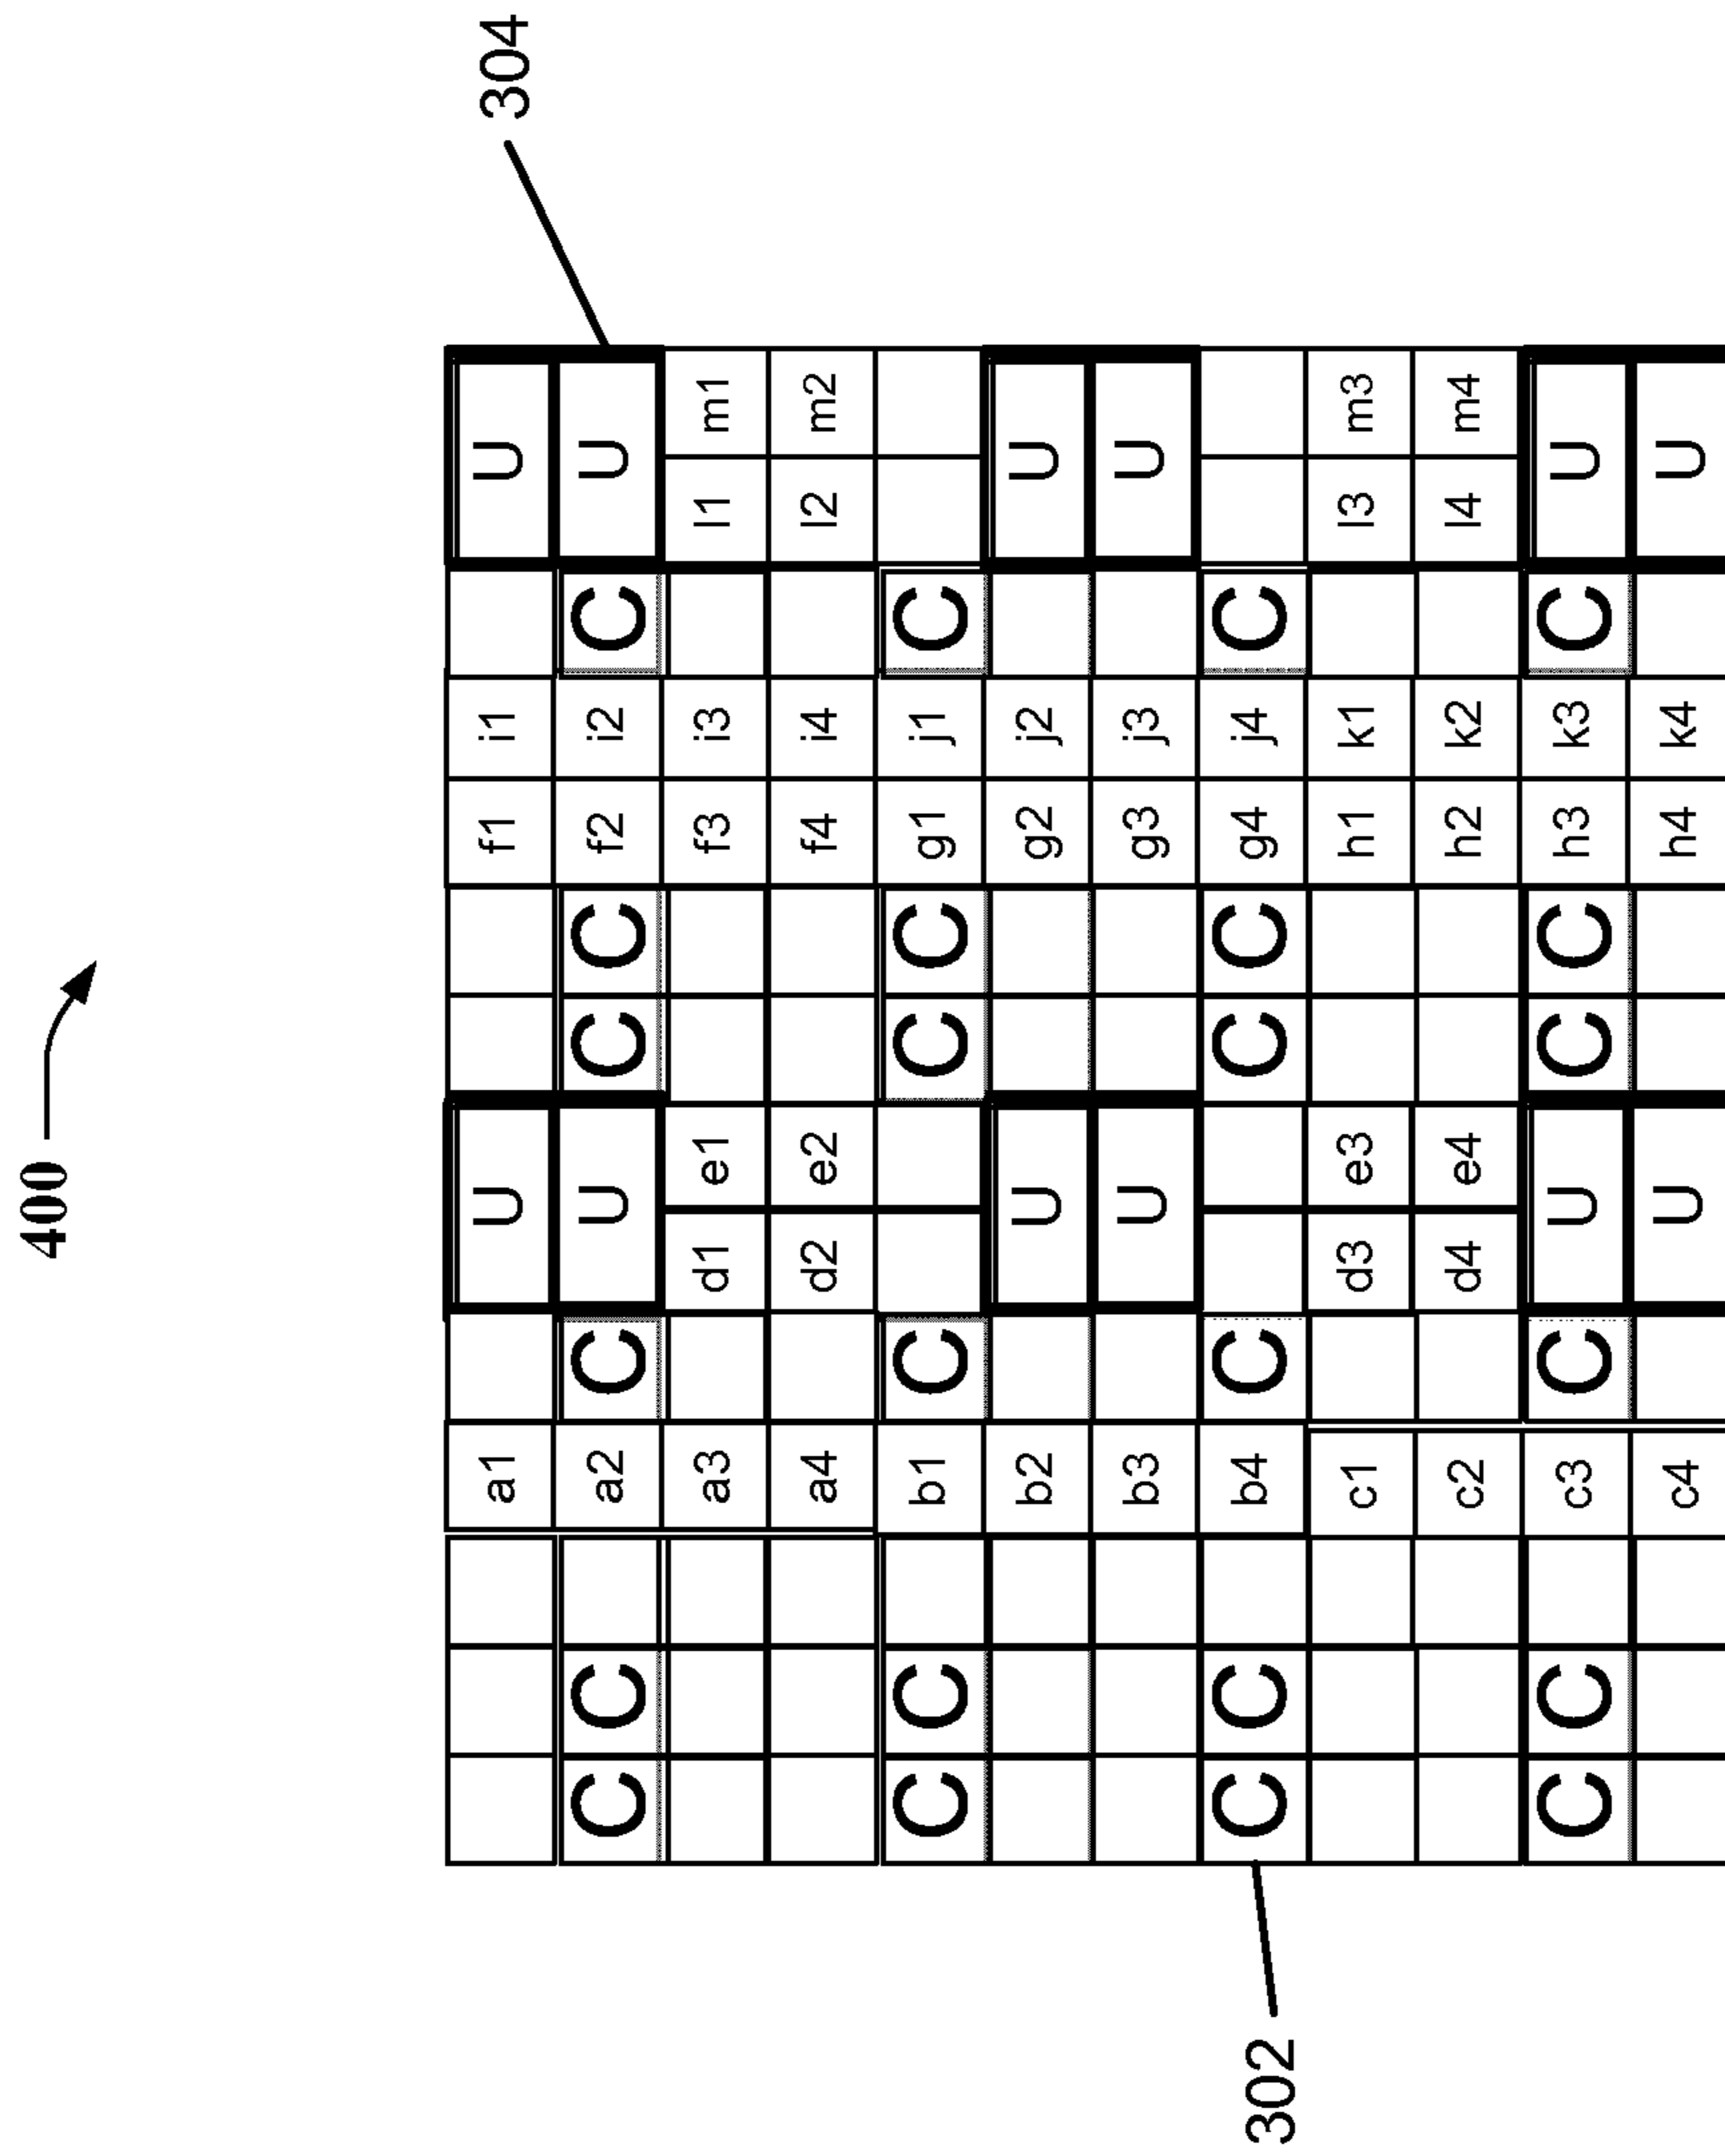 400
a1 U f1 i1 U 304
C C a2 C U C C f2 i2 C U
a3 d1 e1 f3 i3 l1 m1
a4 d2 e2 f4 i4 l2 m2
C C b1 C C C g1 j1 C
b2 U g2 j2 U
b3 U g3 j3 U
302 C C b4 C C C g4 j4 C
c1 d3 e3 h1 k1 l3 m3
c2 d4 e4 h2 k2 l4 m4
C C c3 C U C C h3 k3 C U
c4 U h4 k4 U